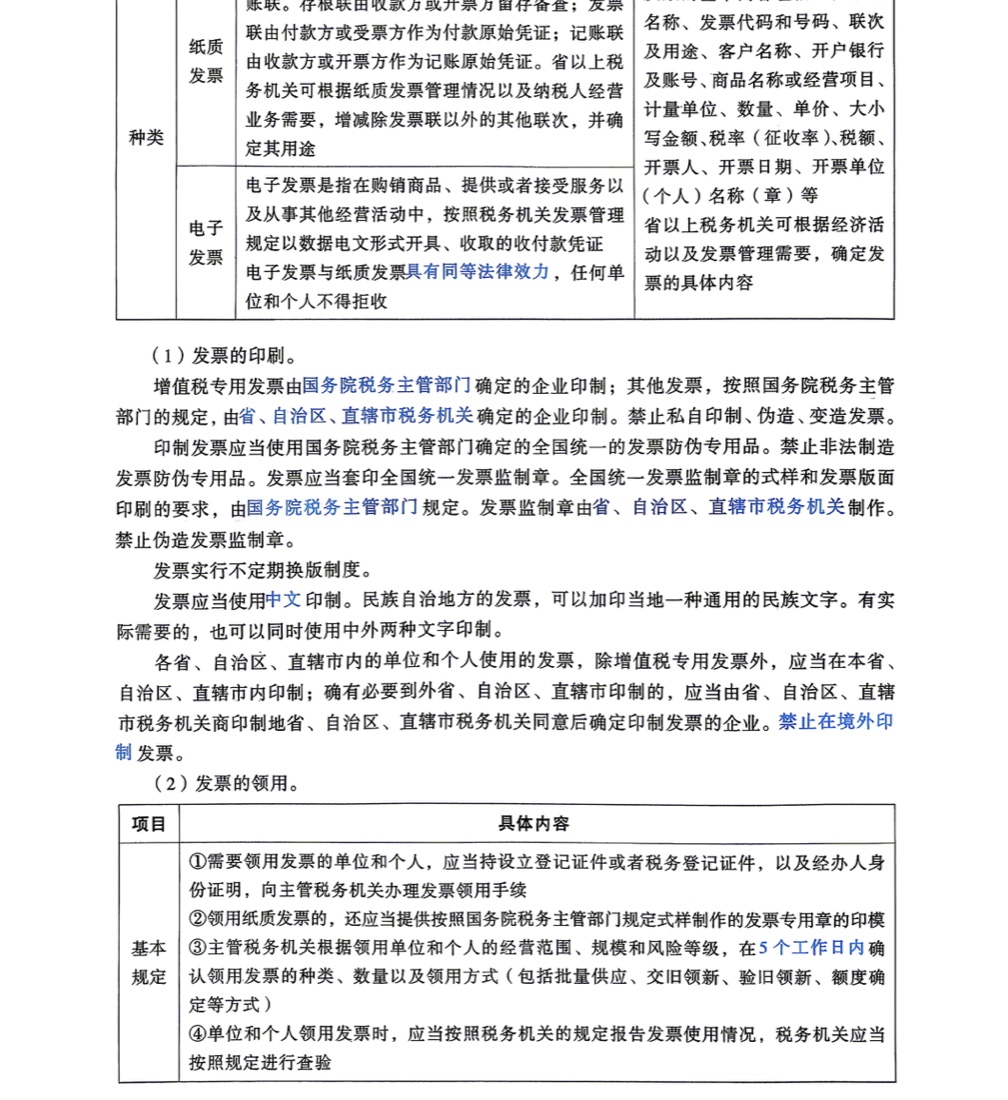 种类
纸质
发票
账联。存根联由收款方或开票方留存备查；发票
联由付款方或受票方作为付款原始凭证；记账联
由收款方或开票方作为记账原始凭证。省以上税
务机关可根据纸质发票管理情况以及纳税人经营
业务需要，增减除发票联以外的其他联次，并确
定其用途
电子
发票
电子发票是指在购销商品、提供或者接受服务以
及从事其他经营活动中，按照税务机关发票管理
规定以数据电文形式开具、收取的收付款凭证
电子发票与纸质发票具有同等法律效力，任何单
位和个人不得拒收
名称、发票代码和号码、联次
及用途、客户名称、开户银行
及账号、商品名称或经营项目、
计量单位、数量、单价、大小
写金额、税率（征收率）、税额、
开票人、开票日期、开票单位
（个人）名称（章）等
省以上税务机关可根据经济活
动以及发票管理需要，确定发
票的具体内容
（1）发票的印刷。
增值税专用发票由国务院税务主管部门确定的企业印制；其他发票，按照国务院税务主管
部门的规定，由省、自治区、直辖市税务机关确定的企业印制。禁止私自印制、伪造、变造发票。
印制发票应当使用国务院税务主管部门确定的全国统一的发票防伪专用品。禁止非法制造
发票防伪专用品。发票应当套印全国统一发票监制章。全国统一发票监制章的式样和发票版面
印刷的要求，由国务院税务主管部门规定。发票监制章由省、自治区、直辖市税务机关制作。
禁止伪造发票监制章。
发票实行不定期换版制度。
发票应当使用中文印制。民族自治地方的发票，可以加印当地一种通用的民族文字。有实
际需要的，也可以同时使用中外两种文字印制。
各省、自治区、直辖市内的单位和个人使用的发票，除增值税专用发票外，应当在本省、
自治区、直辖市内印制；确有必要到外省、自治区、直辖市印制的，应当由省、自治区、直辖
市税务机关商印制地省、自治区、直辖市税务机关同意后确定印制发票的企业。禁止在境外印
制发票。
（2）发票的领用。
项目
具体内容
基本
规定
①需要领用发票的单位和个人，应当持设立登记证件或者税务登记证件，以及经办人身
份证明，向主管税务机关办理发票领用手续
②领用纸质发票的，还应当提供按照国务院税务主管部门规定式样制作的发票专用章的印模
③主管税务机关根据领用单位和个人的经营范围、规模和风险等级，在5个工作日内确
认领用发票的种类、数量以及领用方式（包括批量供应、交旧领新、验旧领新、额度确
定等方式）
④单位和个人领用发票时，应当按照税务机关的规定报告发票使用情况，税务机关应当
按照规定进行查验